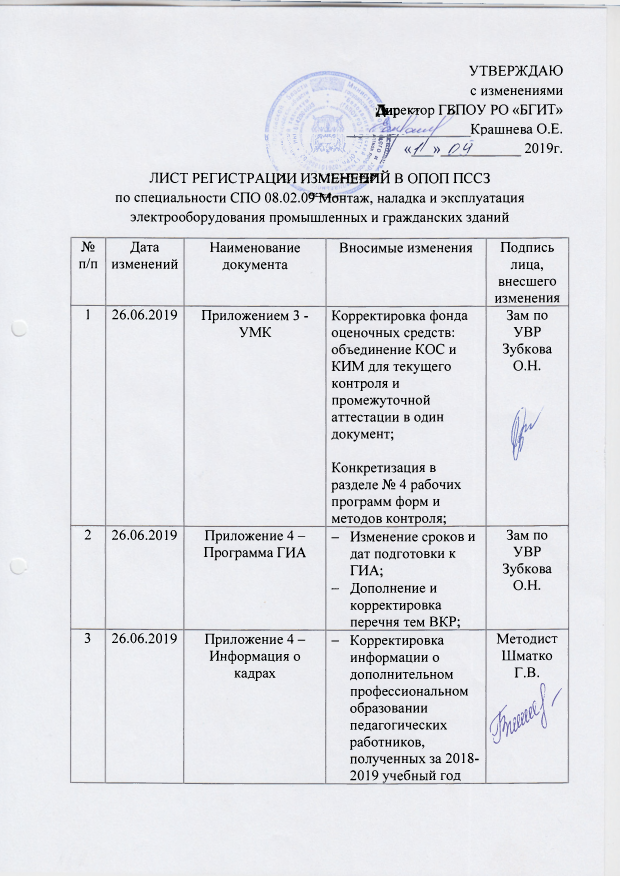 УТВЕРЖДАЮ
с изменениями
Директор ГБПОУ РО «БГИТ»
Крашнева О.Е.
« » 04 2019г.
ЛИСТ РЕГИСТРАЦИИ ИЗМЕНЕНИЙ В ОПОП ПССЗ
по специальности СПО 08.02.09 Монтаж, наладка и эксплуатация
электрооборудования промышленных и гражданских зданий
№
п/п
Дата
изменений
Наименование
документа
Вносимые изменения
Подпись
лица,
внесшего
изменения
1
26.06.2019
Приложением 3 -
УМК
Корректировка фонда
оценочных средств:
объединение КОС и
КИМ для текущего
контроля и
промежуточной
аттестации в один
документ;
Конкретизация в
разделе № 4 рабочих
программ форм и
методов контроля;
Зам по
УВР
Зубкова
О.Н.
2
26.06.2019
Приложение 4 –
Программа ГИА
– Изменение сроков и
дат подготовки к
ГИА;
– Дополнение и
корректировка
перечня тем ВКР;
Зам по
УВР
Зубкова
О.Н.
3
26.06.2019
Приложение 4 –
Информация о
кадрах
– Корректировка
информации о
дополнительном
профессиональном
образовании
педагогических
работников,
полученных за 2018-
2019 учебный год
Методист
Шматко
Г.В.